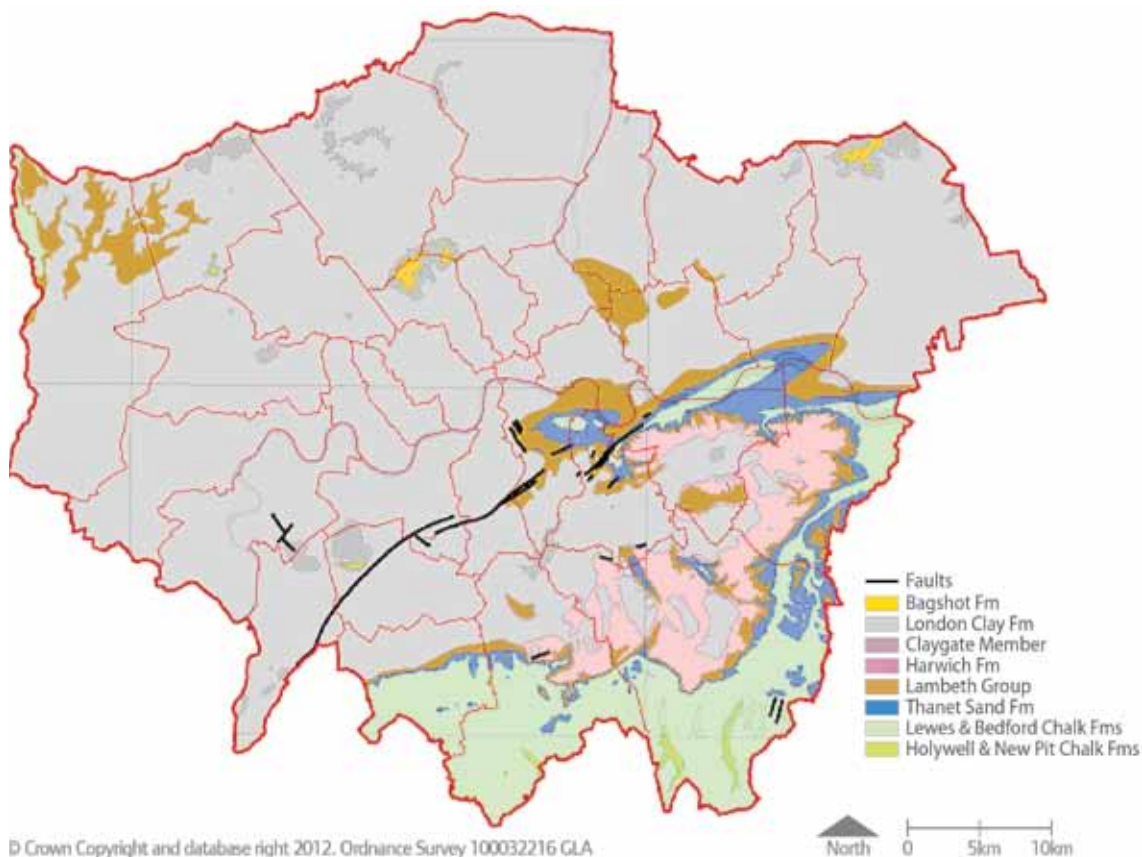 Faults
Bagshot Fm
London Clay Fm
Claygate Member
Harwich Fm
Lambeth Group
Thanet Sand Fm
Lewes & Bedford Chalk Fms
Holywell & New Pit Chalk Fms
North
0 5km 10km
© Crown Copyright and database right 2012. Ordnance Survey 100032216 GLA